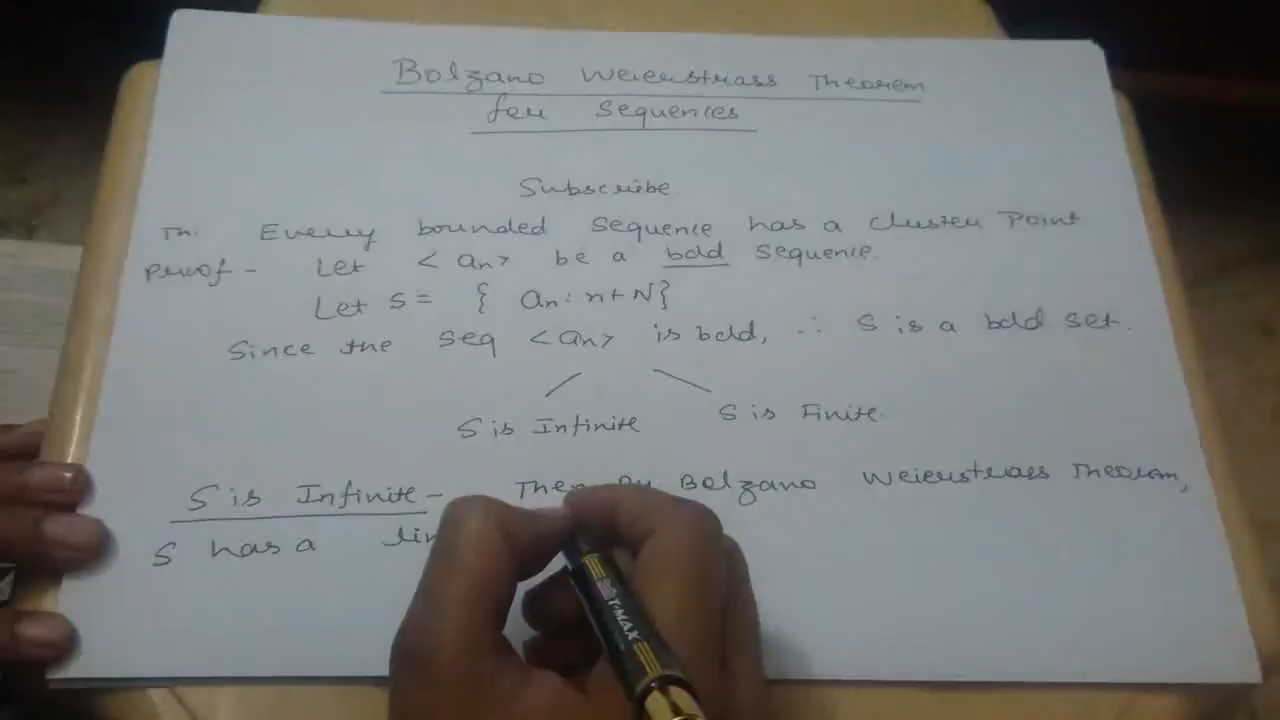 Bolzano Weierstrass Theorem
for Sequences
Subscribe
Th. Every bounded sequence has a cluster Point
Proof - Let < an> be a bdd sequence.
Let S = { an : n ∈ N}
Since the seq <an> is bdd, ∴ S is a bdd set.
S is Infinite S is Finite
S is Infinite - Then By Bolzano Weierstrass Theorem,
S has a
T-MAX